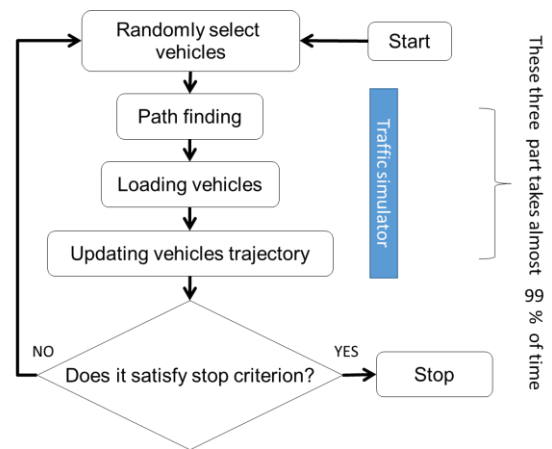 Randomly select
vehicles
Start
Path finding
Loading vehicles
Updating vehicles trajectory
Traffic simulator
These three part takes almost 99 % of time
NO
YES
Does it satisfy stop criterion?
Stop